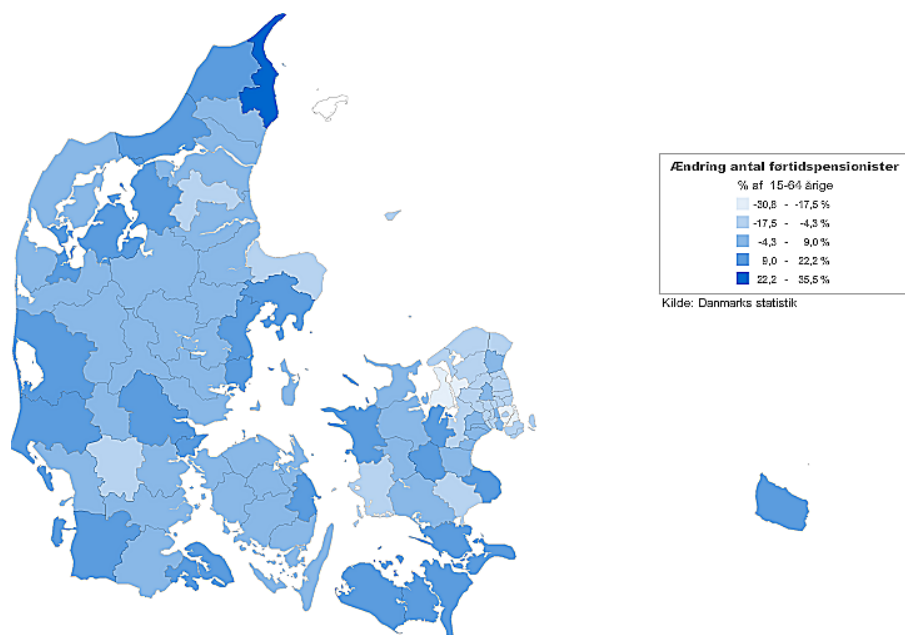 Ændring antal førtidspensionister
% af 15-64 årige
-30,8 - -17,5 %
-17,5 - -4,3 %
-4,3 - 9,0 %
9,0 - 22,2 %
22,2 - 35,5 %
Kilde: Danmarks statistik